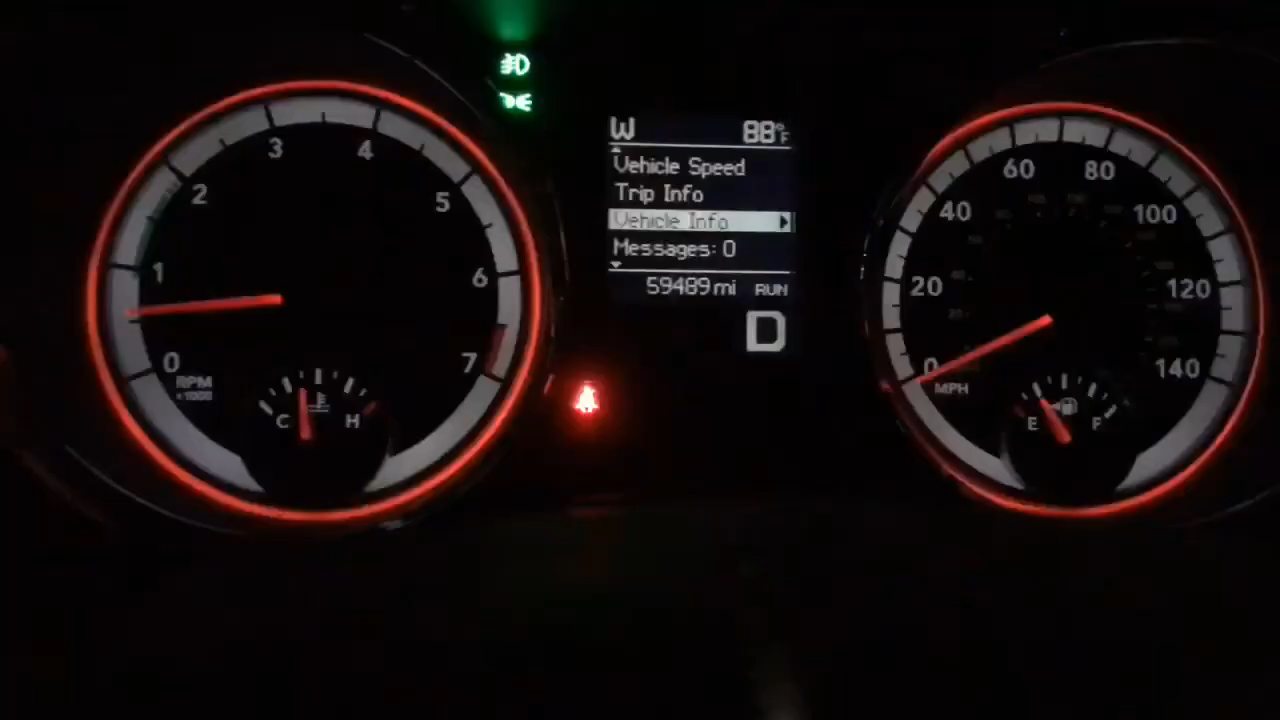 W 88°F
Vehicle Speed
Trip Info
Vehicle Info
Messages: 0
59489 mi RUN
D
0
1
2
3
4
5
6
7
RPM
x1000
C H
0
20
40
60
80
100
120
140
MPH
E F